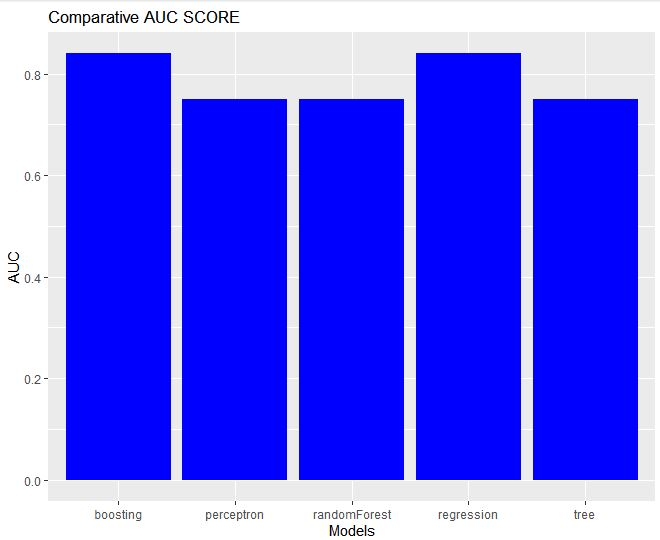 Comparative AUC SCORE
AUC
0.8
0.6
0.4
0.2
0.0
boosting perceptron randomForest regression tree
Models